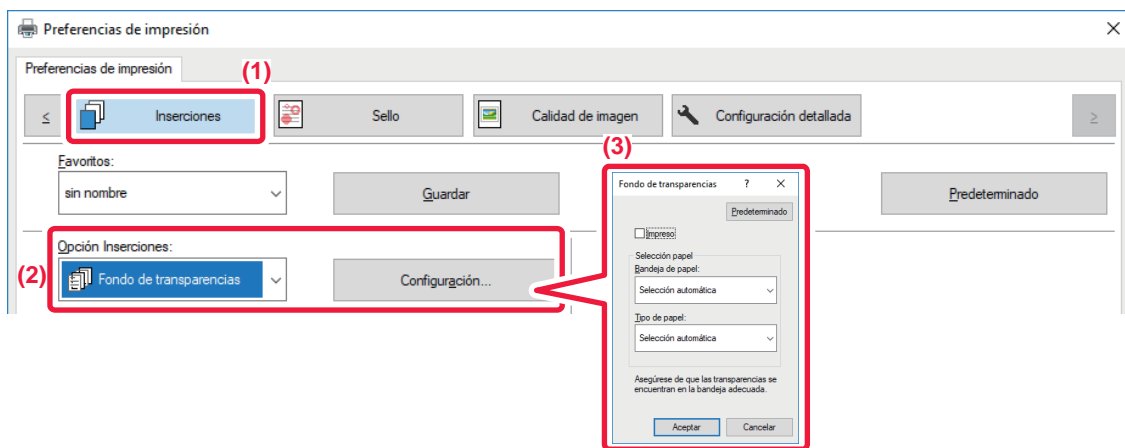 Preferencias de impresión
Preferencias de impresión
(1)
<
Inserciones
Sello
Calidad de imagen
Configuración detallada
>
(3)
Favoritos:
sin nombre
Guardar
Predeterminado
(2)
Opción Inserciones:
Fondo de transparencias
Configuración...
Fondo de transparencias ?
Predeterminado
Impreso
Selección papel
Bandeja de papel:
Selección automática
Tipo de papel:
Selección automática
Asegúrese de que las transparencias se
encuentran en la bandeja adecuada.
Aceptar
Cancelar